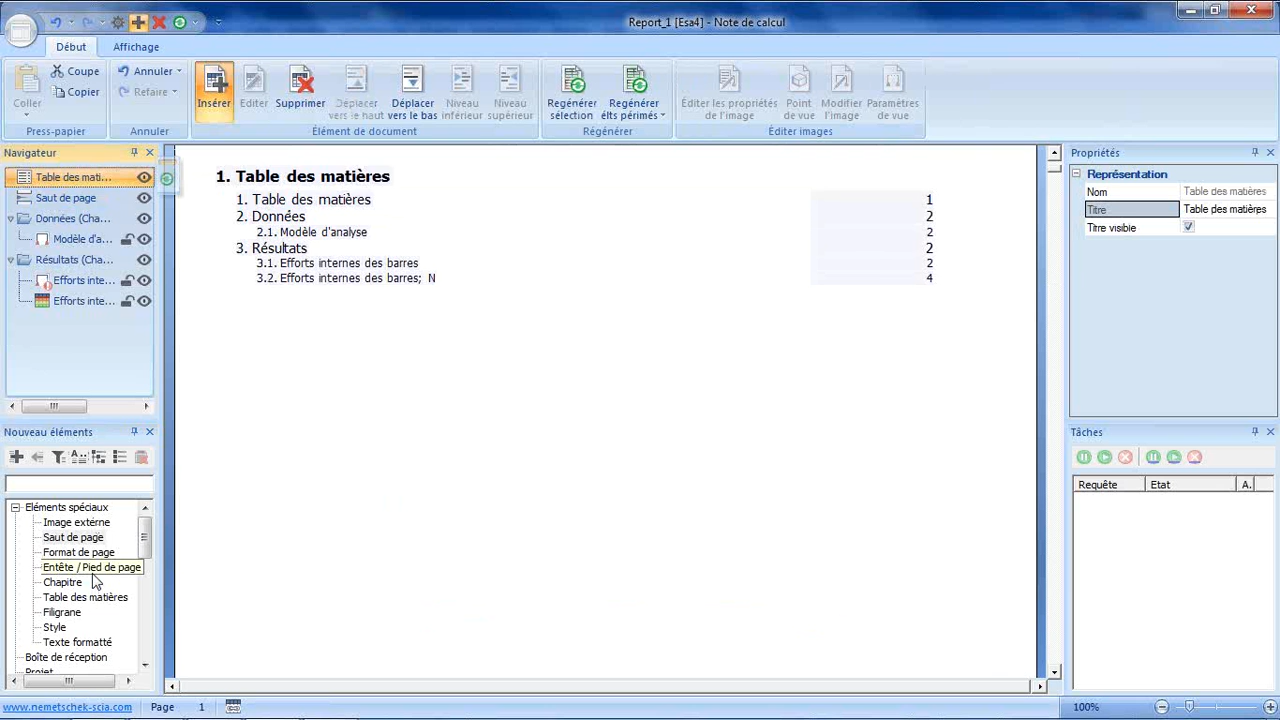 Report_1 [Esa4] - Note de calcul
Début
Affichage
Coller
Coupe
Copier
Press-papier
Annuler
Refaire
Annuler
Insérer
Editer
Supprimer
Déplacer vers le haut
Déplacer vers le bas
Niveau inférieur
Niveau supérieur
Élément de document
Regénérer sélection
Regénérer élts périmés
Régénérer
Éditer les propriétés de l'image
Point de vue
Modifier l'image
Paramètres de vue
Éditer images
Navigateur
Table des mati...
Saut de page
Données (Cha...
Modèle d'a...
Résultats (Cha...
Efforts inte...
Efforts inte...
Nouveau éléments
Eléments spéciaux
Image externe
Saut de page
Format de page
Entête / Pied de page
Chapitre
Table des matières
Filigrane
Style
Texte formatté
Boîte de réception
Projet
1. Table des matières
1. Table des matières 1
2. Données 2
2.1. Modèle d'analyse 2
3. Résultats 2
3.1. Efforts internes des barres 2
3.2. Efforts internes des barres; N 4
Propriétés
Représentation
Nom Table des matières
Titre Table des matières
Titre visible
Tâches
Requête Etat A.
www.nemetschek-scia.com
Page 1
100%